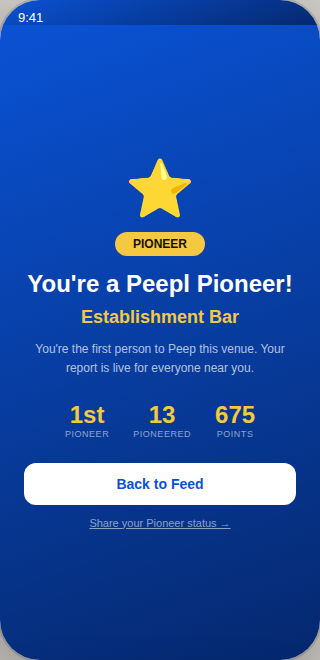 9:41
PIONEER
You're a Peepl Pioneer!
Establishment Bar
You're the first person to Peep this venue. Your
report is live for everyone near you.
1st 13 675
PIONEER PIONEERED POINTS
Back to Feed
Share your Pioneer status →